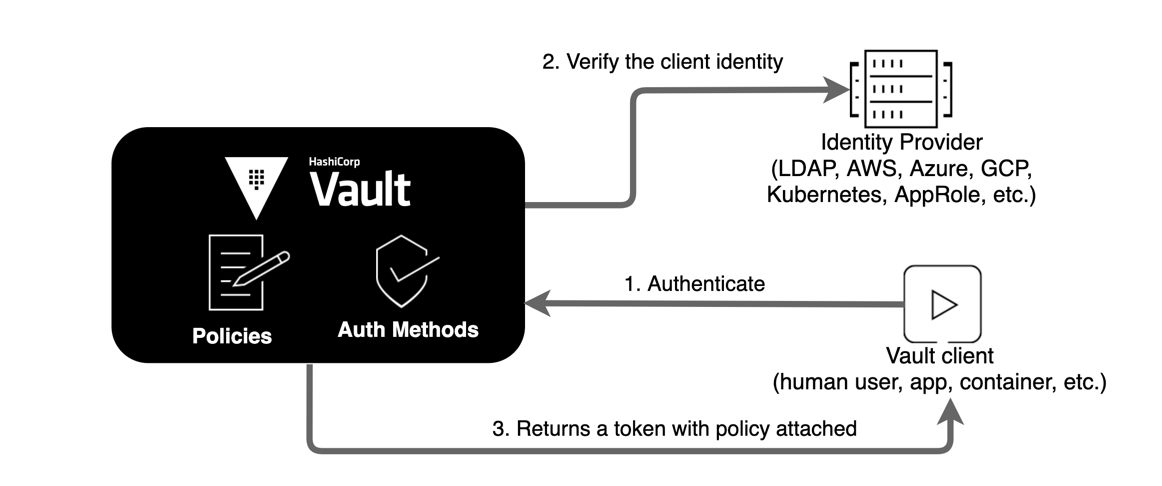 2. Verify the client identity
Identity Provider
(LDAP, AWS, Azure, GCP,
Kubernetes, AppRole, etc.)
HashiCorp
Vault
Policies
Auth Methods
1. Authenticate
Vault client
(human user, app, container, etc.)
3. Returns a token with policy attached